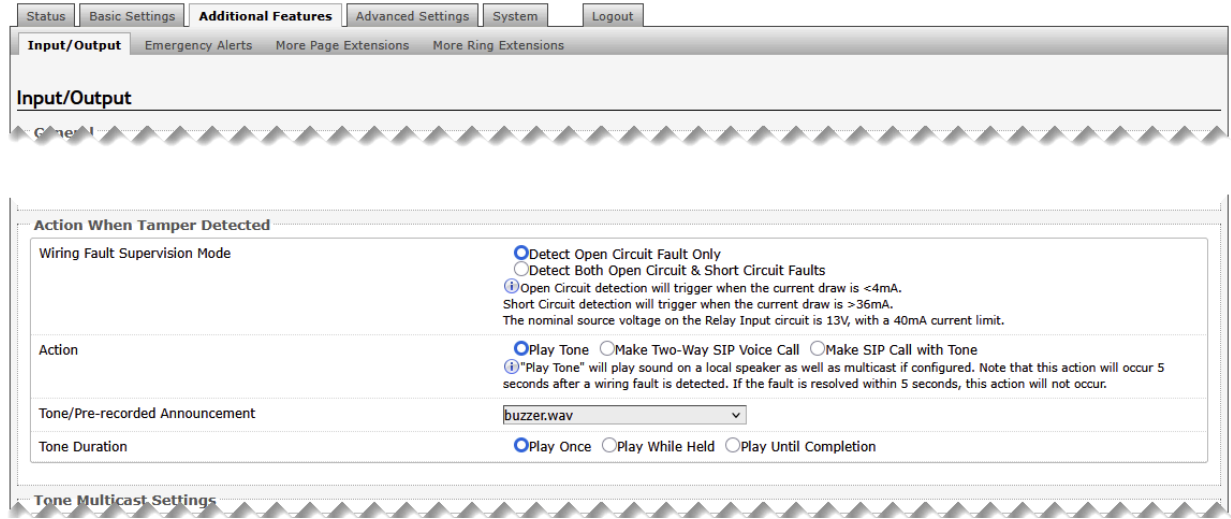 Status Basic Settings Additional Features Advanced Settings System Logout
Input/Output Emergency Alerts More Page Extensions More Ring Extensions
Input/Output
General
Action When Tamper Detected
Wiring Fault Supervision Mode Detect Open Circuit Fault Only
Detect Both Open Circuit & Short Circuit Faults
Open Circuit detection will trigger when the current draw is <4mA.
Short Circuit detection will trigger when the current draw is >36mA.
The nominal source voltage on the Relay Input circuit is 13V, with a 40mA current limit.
Action Play Tone Make Two-Way SIP Voice Call Make SIP Call with Tone
"Play Tone" will play sound on a local speaker as well as multicast if configured. Note that this action will occur 5
seconds after a wiring fault is detected. If the fault is resolved within 5 seconds, this action will not occur.
Tone/Pre-recorded Announcement buzzer.wav
Tone Duration Play Once Play While Held Play Until Completion
Tone Multicast Settings